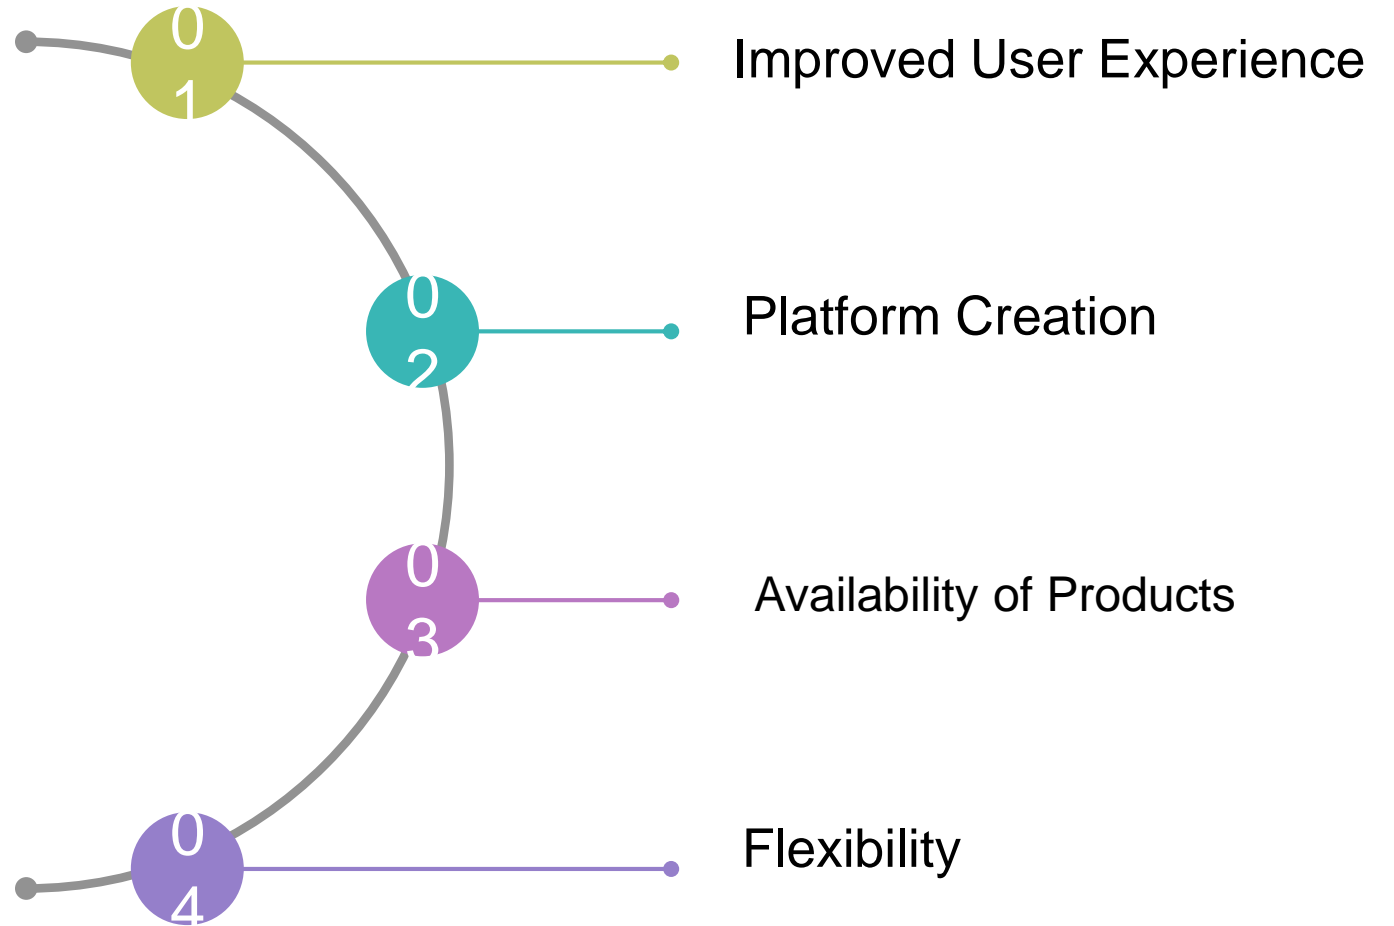 0
1
Improved User Experience
0
2
Platform Creation
0
3
Availability of Products
0
4
Flexibility